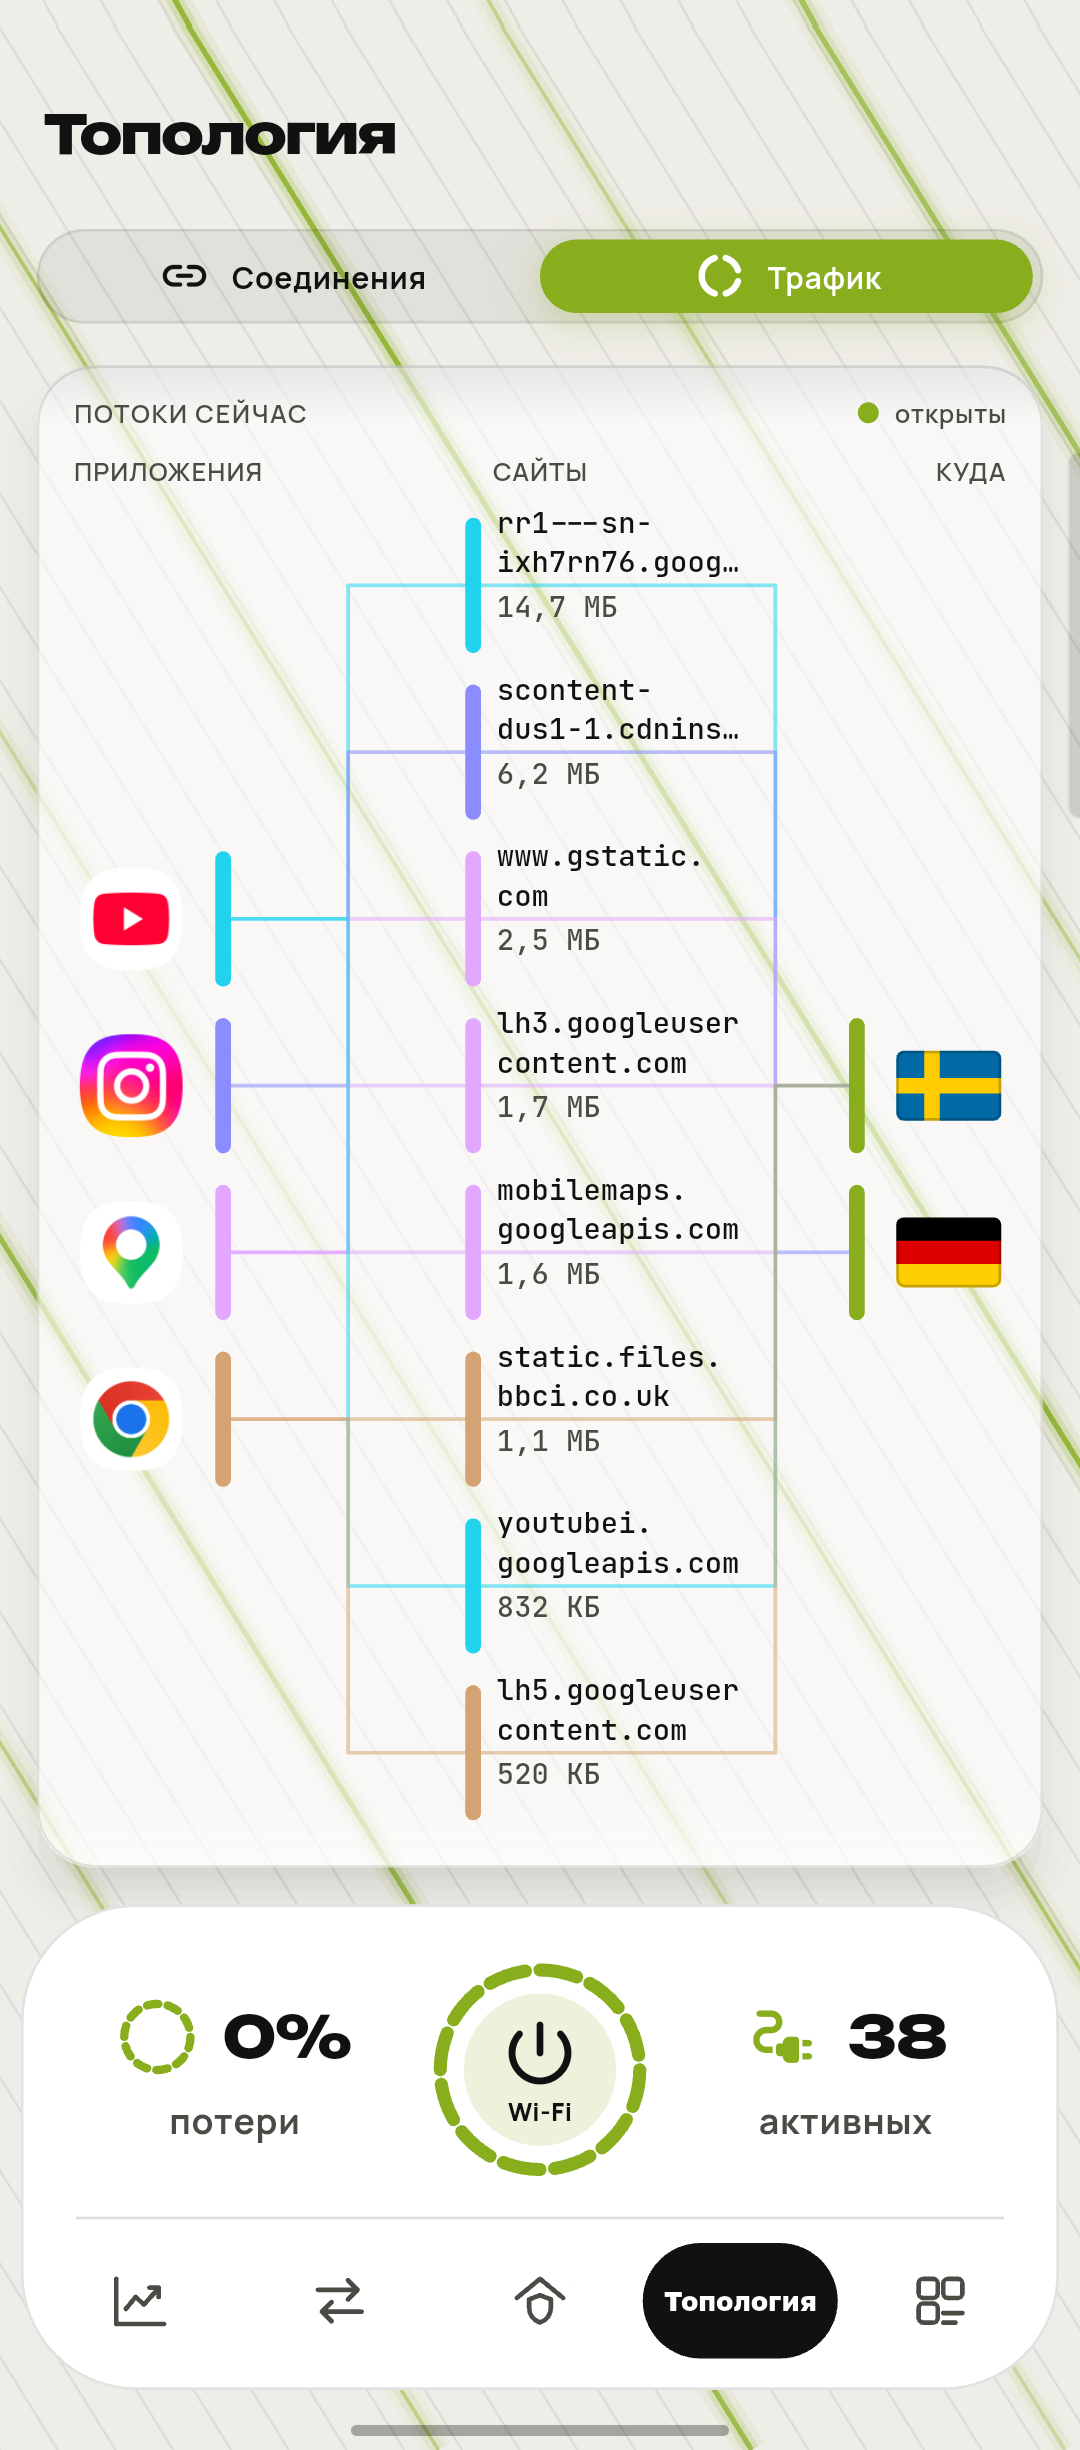 Топология
Соединения
Трафик
ПОТОКИ СЕЙЧАС
открыты
ПРИЛОЖЕНИЯ
САЙТЫ
КУДА
rr1---sn-
ixh7rn76.goog…
14,7 МБ
scontent-
dus1-1.cdnins…
6,2 МБ
www.gstatic.
com
2,5 МБ
lh3.googleuser
content.com
1,7 МБ
mobilemaps.
googleapis.com
1,6 МБ
static.files.
bbci.co.uk
1,1 МБ
youtubei.
googleapis.com
832 КБ
lh5.googleuser
content.com
520 КБ
0%
потери
Wi-Fi
38
активных
Топология